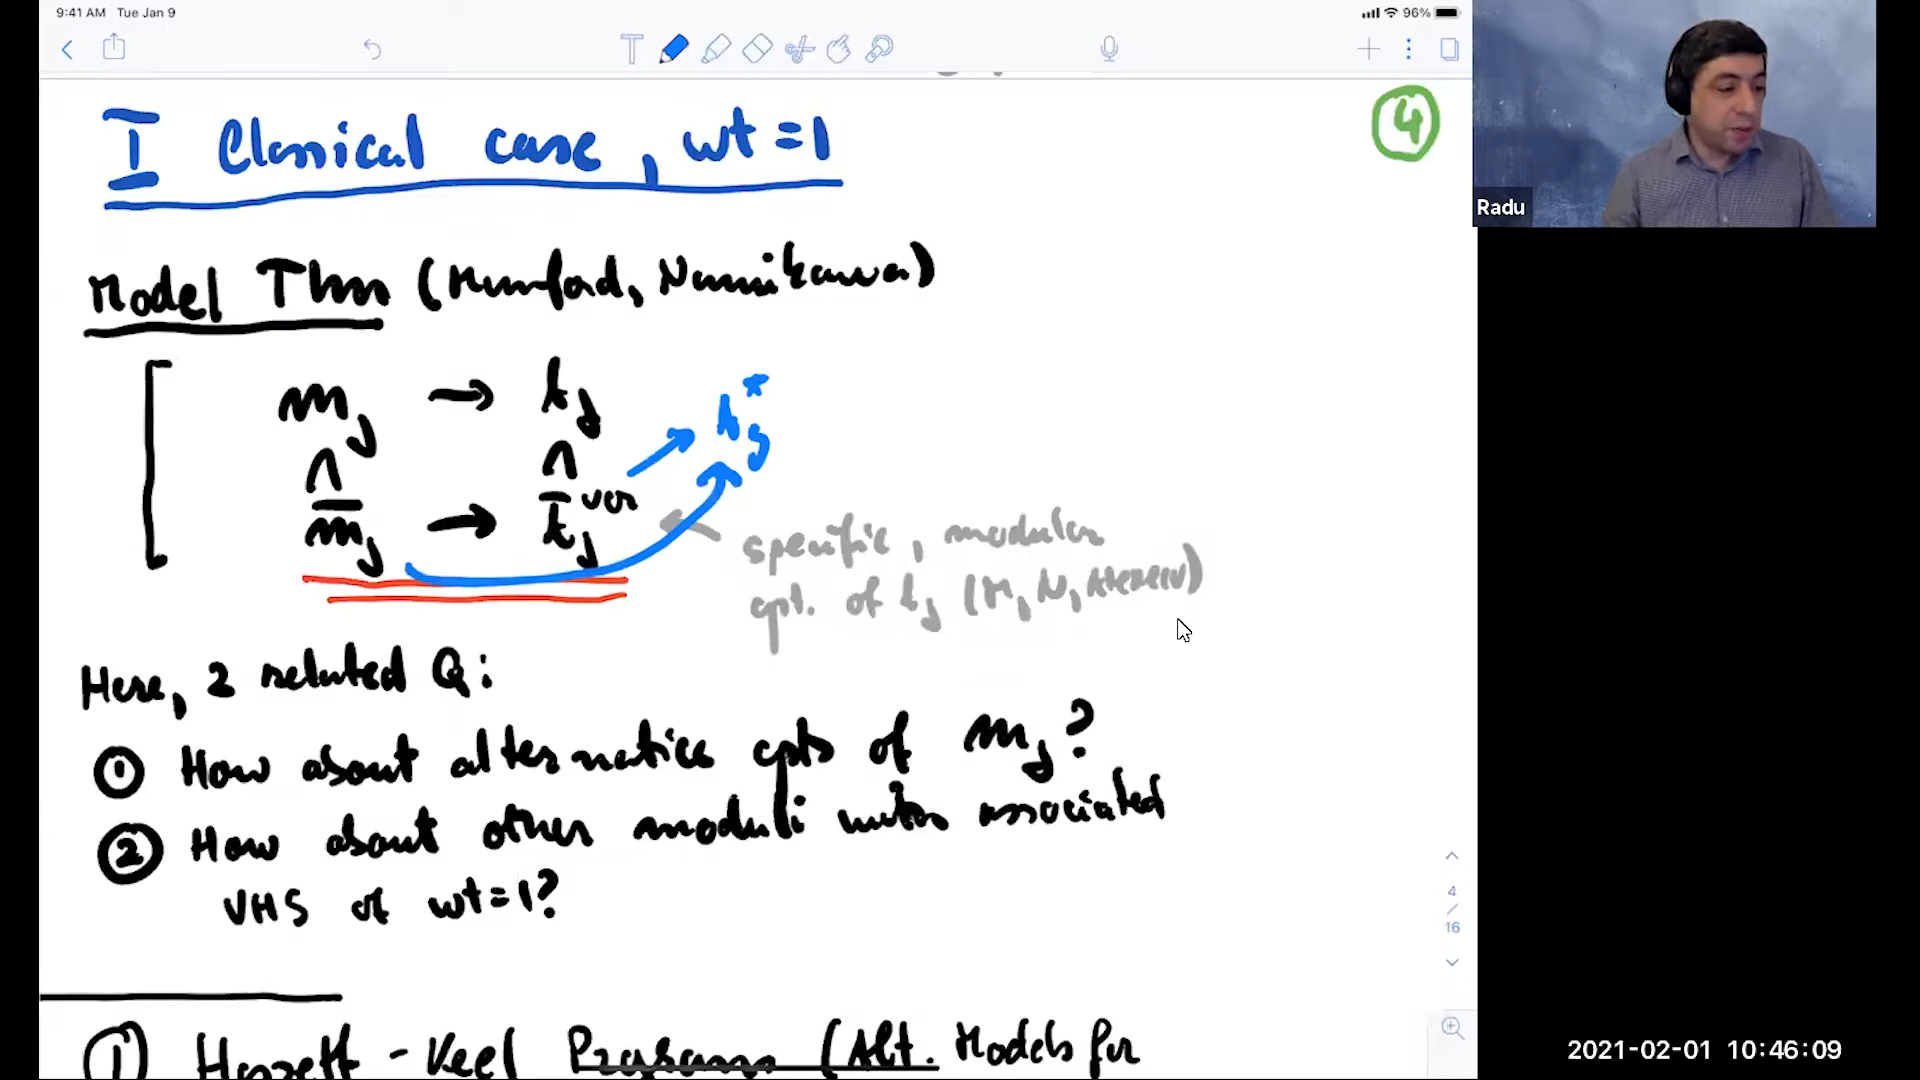 9:41 AM Tue Jan 9
96%
4
I Classical case, wt=1
Radu
Model Thm (Mumford, Namikawa)
M_g → A_g
∩ ∩ A_g^*
M̄_g → Ā_g^Vor
specific, modular
cpt. of A_g (M, N, Alexeev)
Here, 2 related Q:
① How about alternative cpts of M_g?
② How about other moduli associated
VHS of wt=1?
4
/
16
① Hassett-Keel Program (Alt. Models for
2021-02-01 10:46:09